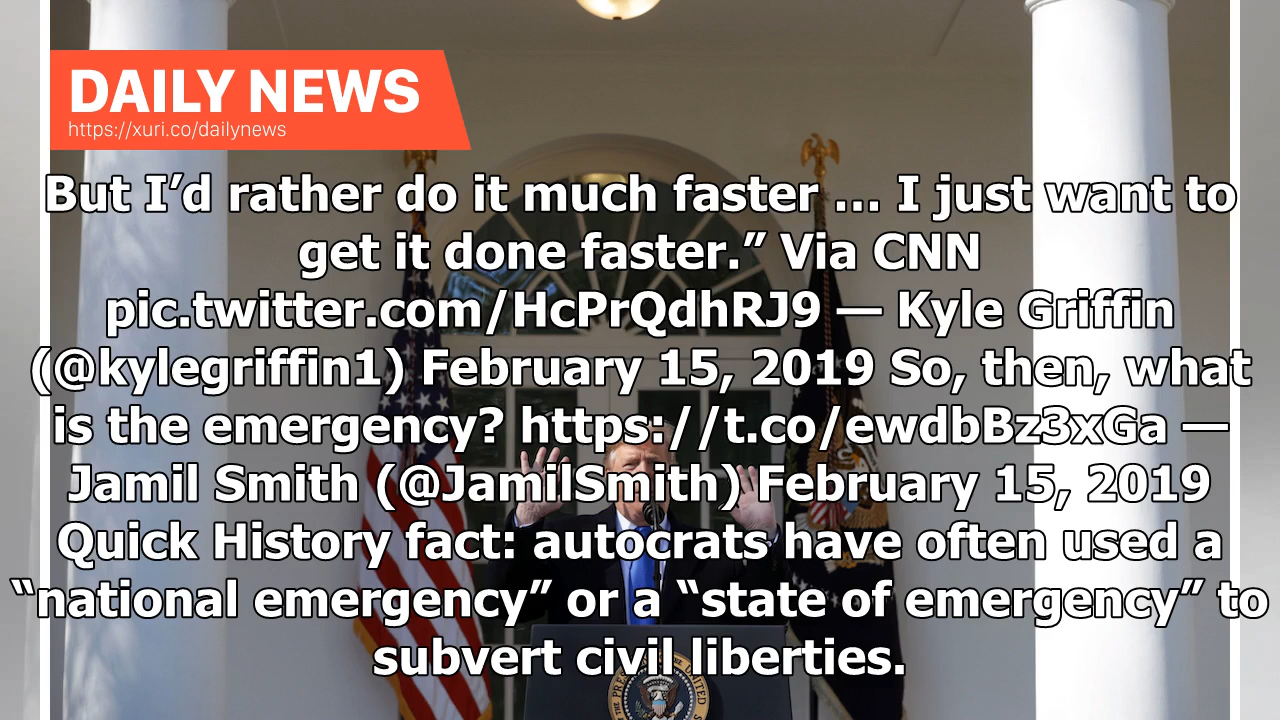 DAILY NEWS
https://xuri.co/dailynews
But I’d rather do it much faster ... I just want to
get it done faster.” Via CNN
pic.twitter.com/HcPrQdhRJ9 — Kyle Griffin
(@kylegriffin1) February 15, 2019 So, then, what
is the emergency? https://t.co/ewdbBz3xGa —
Jamil Smith (@JamilSmith) February 15, 2019
Quick History fact: autocrats have often used a
“national emergency” or a “state of emergency” to
subvert civil liberties.